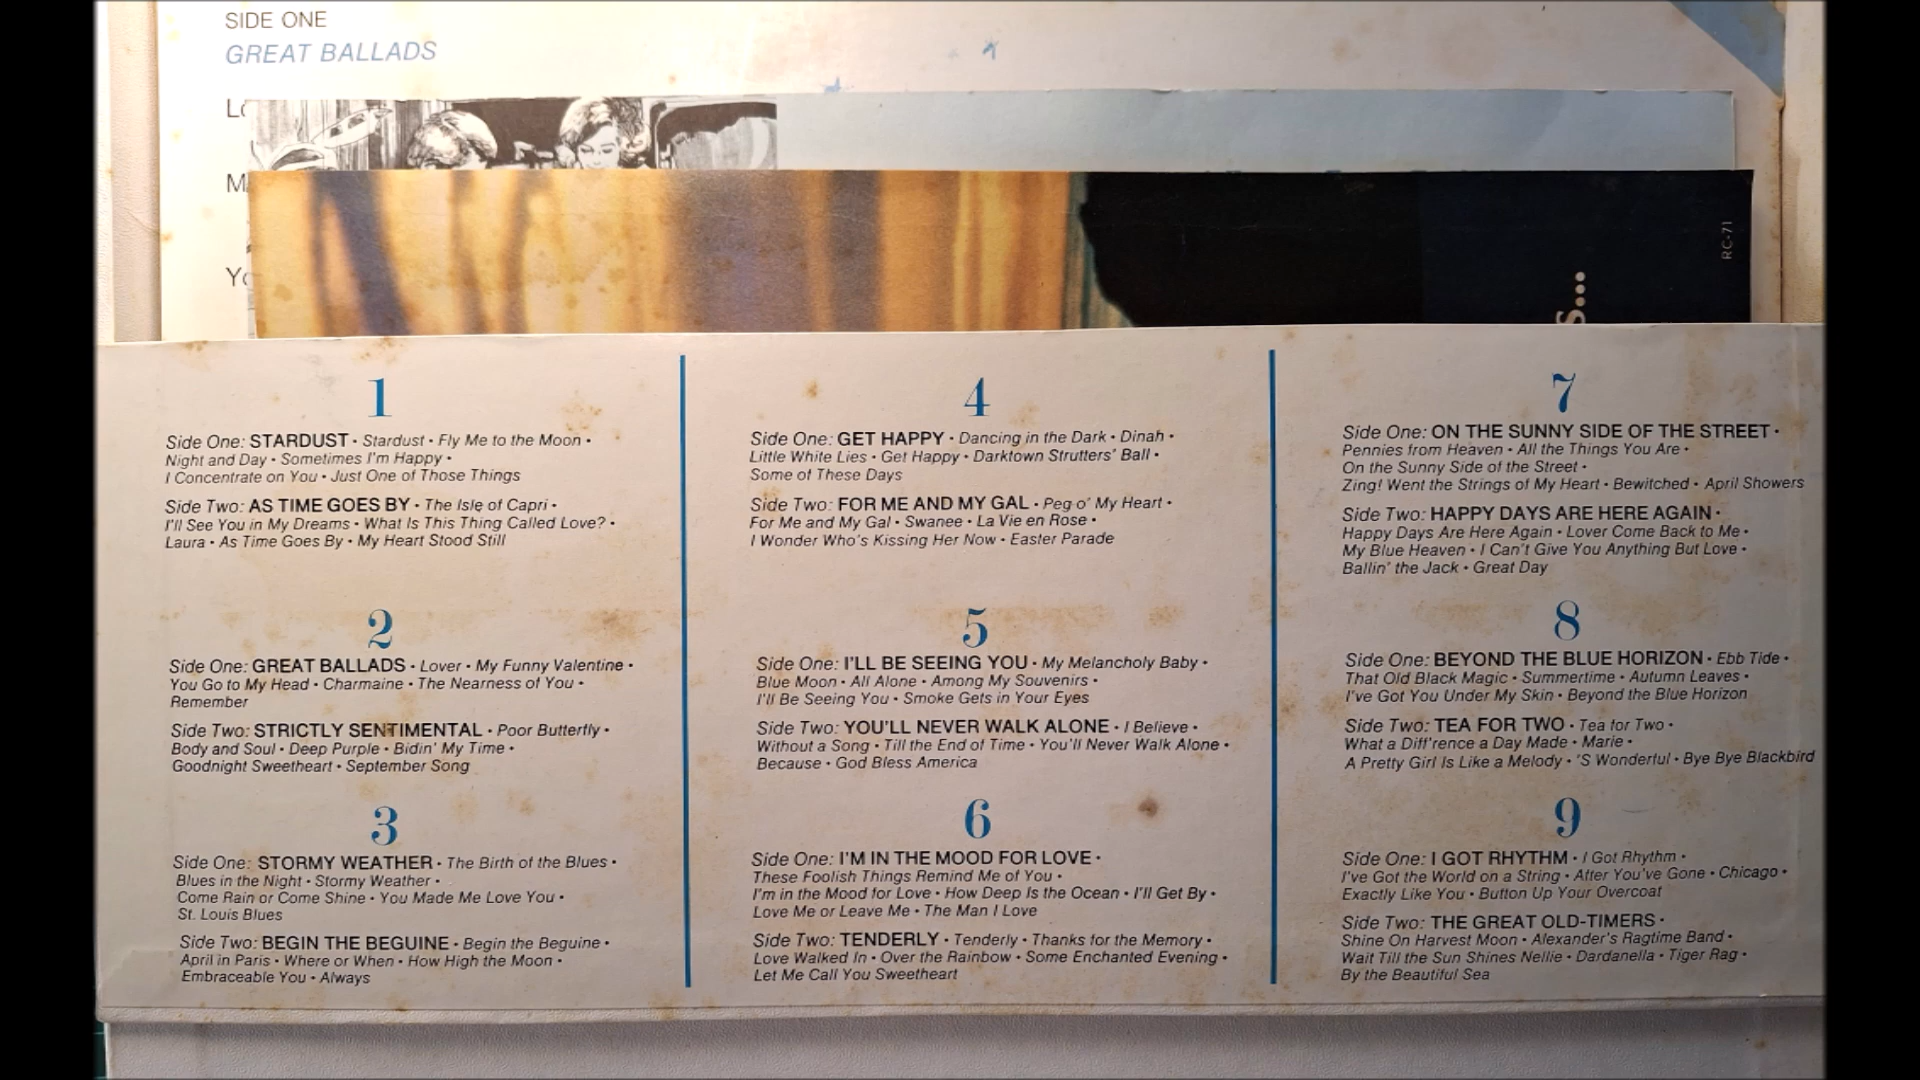 SIDE ONE
GREAT BALLADS
RC-71
S...
1
Side One: STARDUST • Stardust • Fly Me to the Moon •
Night and Day • Sometimes I'm Happy •
I Concentrate on You • Just One of Those Things
Side Two: AS TIME GOES BY • The Isle of Capri •
I'll See You in My Dreams • What Is This Thing Called Love? •
Laura • As Time Goes By • My Heart Stood Still
2
Side One: GREAT BALLADS • Lover • My Funny Valentine •
You Go to My Head • Charmaine • The Nearness of You •
Remember
Side Two: STRICTLY SENTIMENTAL • Poor Butterfly •
Body and Soul • Deep Purple • Bidin' My Time •
Goodnight Sweetheart • September Song
3
Side One: STORMY WEATHER • The Birth of the Blues •
Blues in the Night • Stormy Weather •
Come Rain or Come Shine • You Made Me Love You •
St. Louis Blues
Side Two: BEGIN THE BEGUINE • Begin the Beguine •
April in Paris • Where or When • How High the Moon •
Embraceable You • Always
4
Side One: GET HAPPY • Dancing in the Dark • Dinah •
Little White Lies • Get Happy • Darktown Strutters' Ball •
Some of These Days
Side Two: FOR ME AND MY GAL • Peg o' My Heart •
For Me and My Gal • Swanee • La Vie en Rose •
I Wonder Who's Kissing Her Now • Easter Parade
5
Side One: I'LL BE SEEING YOU • My Melancholy Baby •
Blue Moon • All Alone • Among My Souvenirs •
I'll Be Seeing You • Smoke Gets in Your Eyes
Side Two: YOU'LL NEVER WALK ALONE • I Believe •
Without a Song • Till the End of Time • You'll Never Walk Alone •
Because • God Bless America
6
Side One: I'M IN THE MOOD FOR LOVE •
These Foolish Things Remind Me of You •
I'm in the Mood for Love • How Deep Is the Ocean • I'll Get By •
Love Me or Leave Me • The Man I Love
Side Two: TENDERLY • Tenderly • Thanks for the Memory •
Love Walked In • Over the Rainbow • Some Enchanted Evening •
Let Me Call You Sweetheart
7
Side One: ON THE SUNNY SIDE OF THE STREET •
Pennies from Heaven • All the Things You Are •
On the Sunny Side of the Street •
Zing! Went the Strings of My Heart • Bewitched • April Showers
Side Two: HAPPY DAYS ARE HERE AGAIN •
Happy Days Are Here Again • Lover Come Back to Me •
My Blue Heaven • I Can't Give You Anything But Love •
Ballin' the Jack • Great Day
8
Side One: BEYOND THE BLUE HORIZON • Ebb Tide •
That Old Black Magic • Summertime • Autumn Leaves •
I've Got You Under My Skin • Beyond the Blue Horizon
Side Two: TEA FOR TWO • Tea for Two •
What a Diff'rence a Day Made • Marie •
A Pretty Girl Is Like a Melody • 'S Wonderful • Bye Bye Blackbird
9
Side One: I GOT RHYTHM • I Got Rhythm •
I've Got the World on a String • After You've Gone • Chicago •
Exactly Like You • Button Up Your Overcoat
Side Two: THE GREAT OLD-TIMERS •
Shine On Harvest Moon • Alexander's Ragtime Band •
Wait Till the Sun Shines Nellie • Dardanella • Tiger Rag •
By the Beautiful Sea